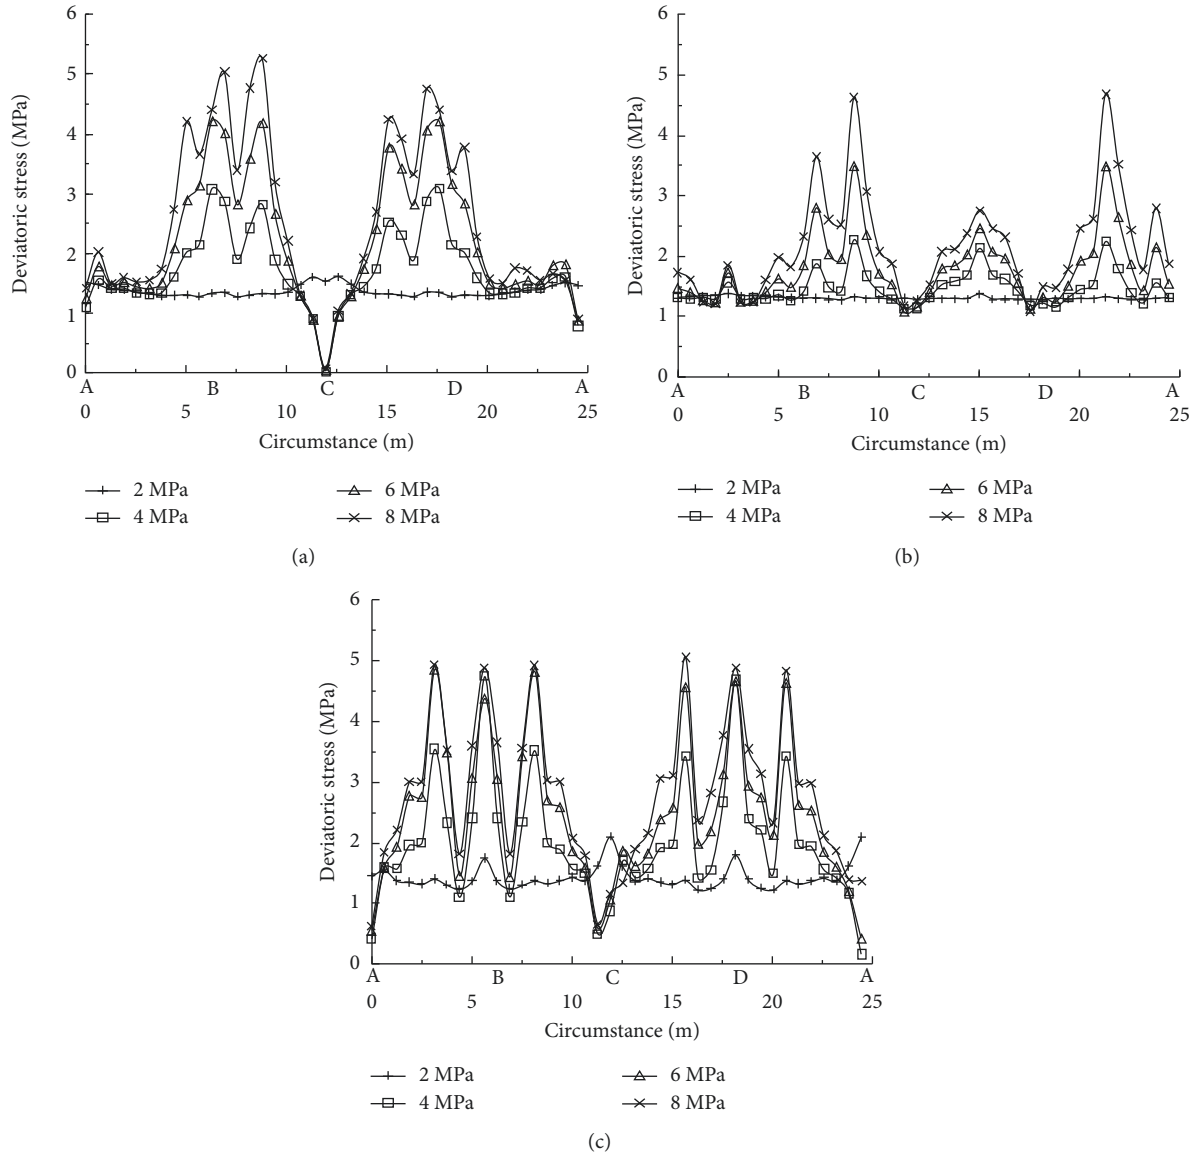 6
5
4
3
2
1
0
Deviatoric stress (MPa)
A B C D A
0 5 10 15 20 25
Circumstance (m)
2 MPa 6 MPa
4 MPa 8 MPa
(a)
6
5
4
3
2
1
0
Deviatoric stress (MPa)
A B C D A
0 5 10 15 20 25
Circumstance (m)
2 MPa 6 MPa
4 MPa 8 MPa
(b)
6
5
4
3
2
1
0
Deviatoric stress (MPa)
A B C D A
0 5 10 15 20 25
Circumstance (m)
2 MPa 6 MPa
4 MPa 8 MPa
(c)